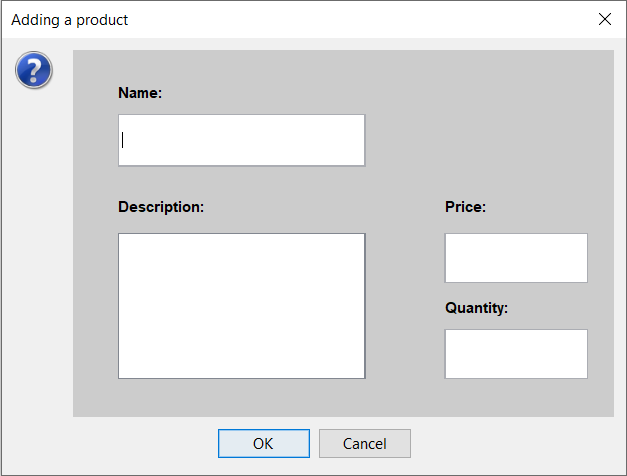 Adding a product
Name:
Description:
Price:
Quantity:
OK
Cancel